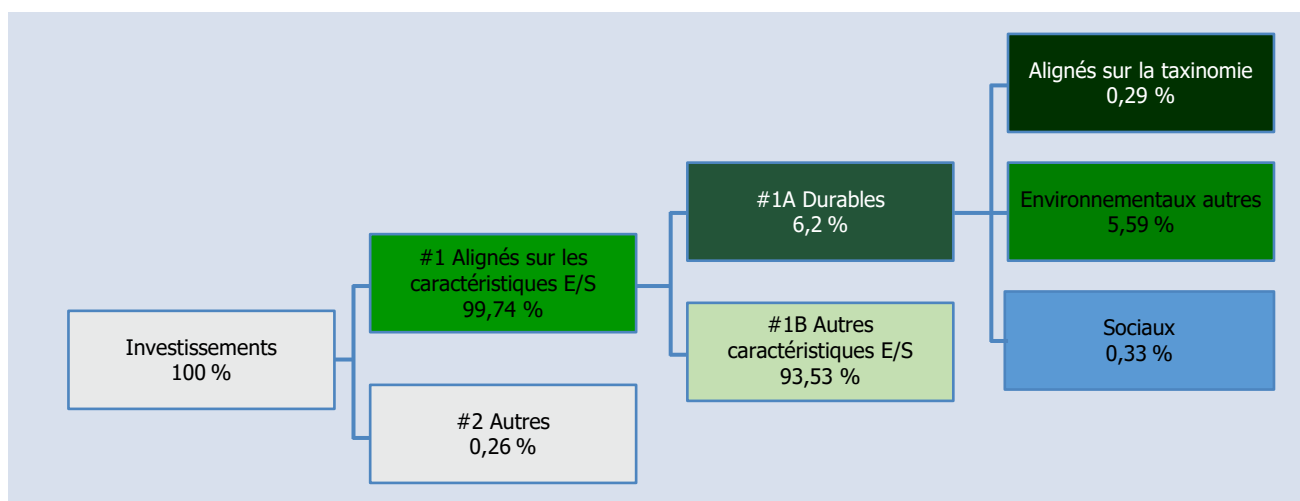 Investissements
100 %
#1 Alignés sur les
caractéristiques E/S
99,74 %
#2 Autres
0,26 %
#1A Durables
6,2 %
#1B Autres
caractéristiques E/S
93,53 %
Alignés sur la taxinomie
0,29 %
Environnementaux autres
5,59 %
Sociaux
0,33 %